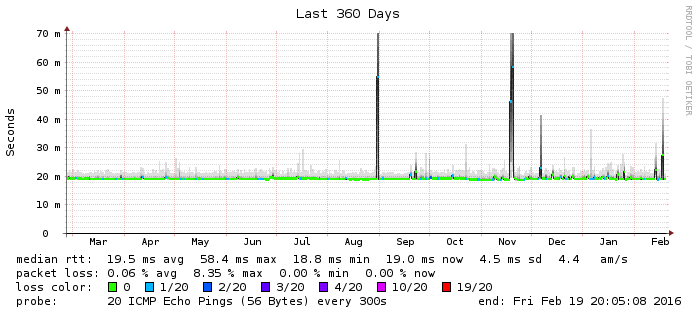 Last 360 Days
RRDTOOL / TOBI OETIKER
Seconds
70 m
60 m
50 m
40 m
30 m
20 m
10 m
0
Mar Apr May Jun Jul Aug Sep Oct Nov Dec Jan Feb
median rtt: 19.5 ms avg 58.4 ms max 18.8 ms min 19.0 ms now 4.5 ms sd 4.4 am/s
packet loss: 0.06 % avg 8.35 % max 0.00 % min 0.00 % now
loss color: 0 1/20 2/20 3/20 4/20 10/20 19/20
probe: 20 ICMP Echo Pings (56 Bytes) every 300s end: Fri Feb 19 20:05:08 2016